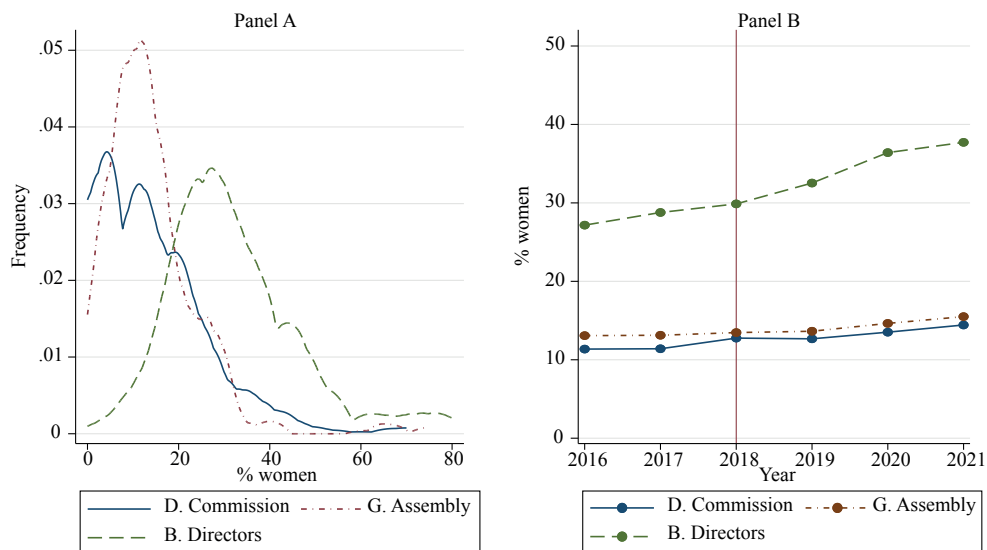 Panel A
Frequency
.05
.04
.03
.02
.01
0
0 20 40 60 80
% women
D. Commission G. Assembly
B. Directors
Panel B
% women
50
40
30
20
10
0
2016 2017 2018 2019 2020 2021
Year
D. Commission G. Assembly
B. Directors